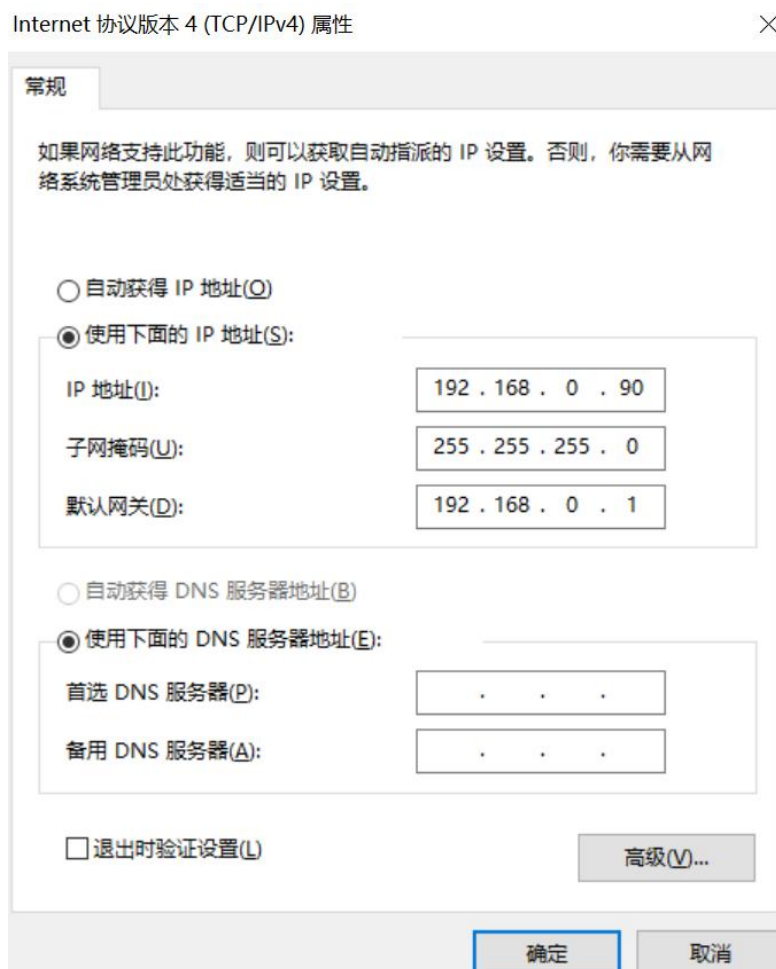 Internet 协议版本 4 (TCP/IPv4) 属性
常规
如果网络支持此功能，则可以获取自动指派的 IP 设置。否则，你需要从网
络系统管理员处获得适当的 IP 设置。
自动获得 IP 地址(O)
使用下面的 IP 地址(S):
IP 地址(I): 192 . 168 . 0 . 90
子网掩码(U): 255 . 255 . 255 . 0
默认网关(D): 192 . 168 . 0 . 1
自动获得 DNS 服务器地址(B)
使用下面的 DNS 服务器地址(E):
首选 DNS 服务器(P): . . .
备用 DNS 服务器(A): . . .
退出时验证设置(L)
高级(V)...
确定 取消